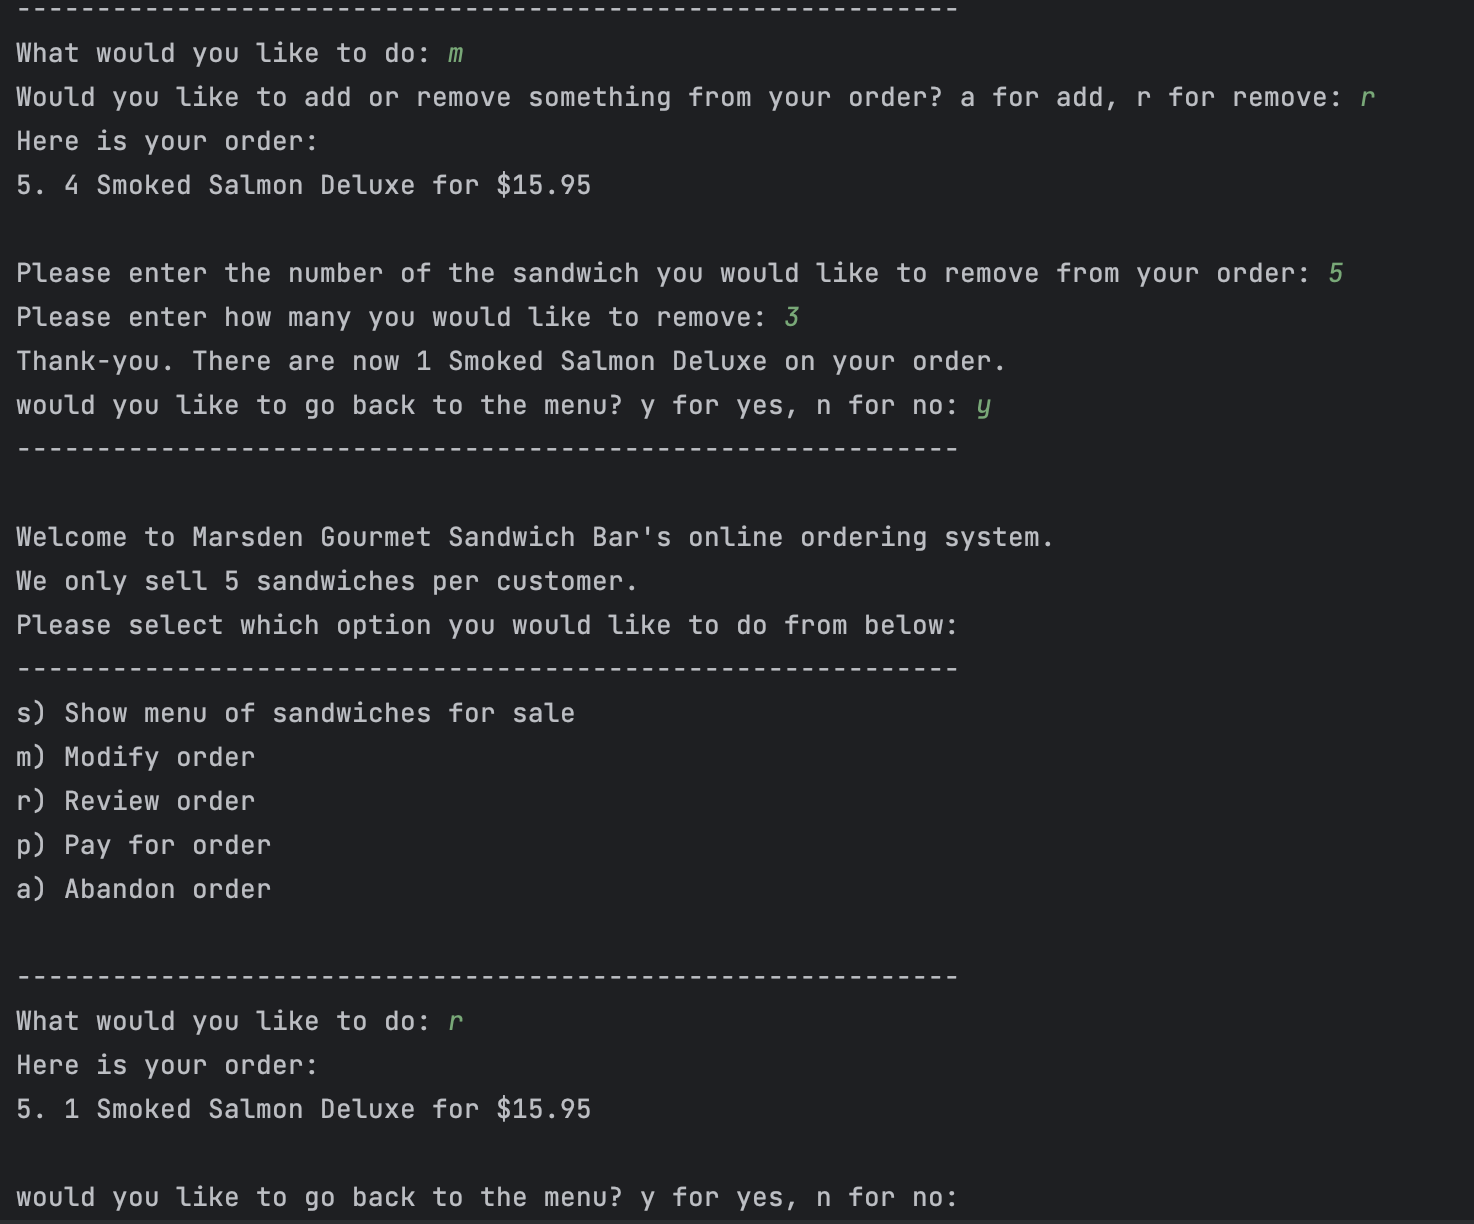 -----------------------------------------------------------
What would you like to do: m
Would you like to add or remove something from your order? a for add, r for remove: r
Here is your order:
5. 4 Smoked Salmon Deluxe for $15.95
Please enter the number of the sandwich you would like to remove from your order: 5
Please enter how many you would like to remove: 3
Thank-you. There are now 1 Smoked Salmon Deluxe on your order.
would you like to go back to the menu? y for yes, n for no: y
-----------------------------------------------------------
Welcome to Marsden Gourmet Sandwich Bar's online ordering system.
We only sell 5 sandwiches per customer.
Please select which option you would like to do from below:
-----------------------------------------------------------
s) Show menu of sandwiches for sale
m) Modify order
r) Review order
p) Pay for order
a) Abandon order
-----------------------------------------------------------
What would you like to do: r
Here is your order:
5. 1 Smoked Salmon Deluxe for $15.95
would you like to go back to the menu? y for yes, n for no: